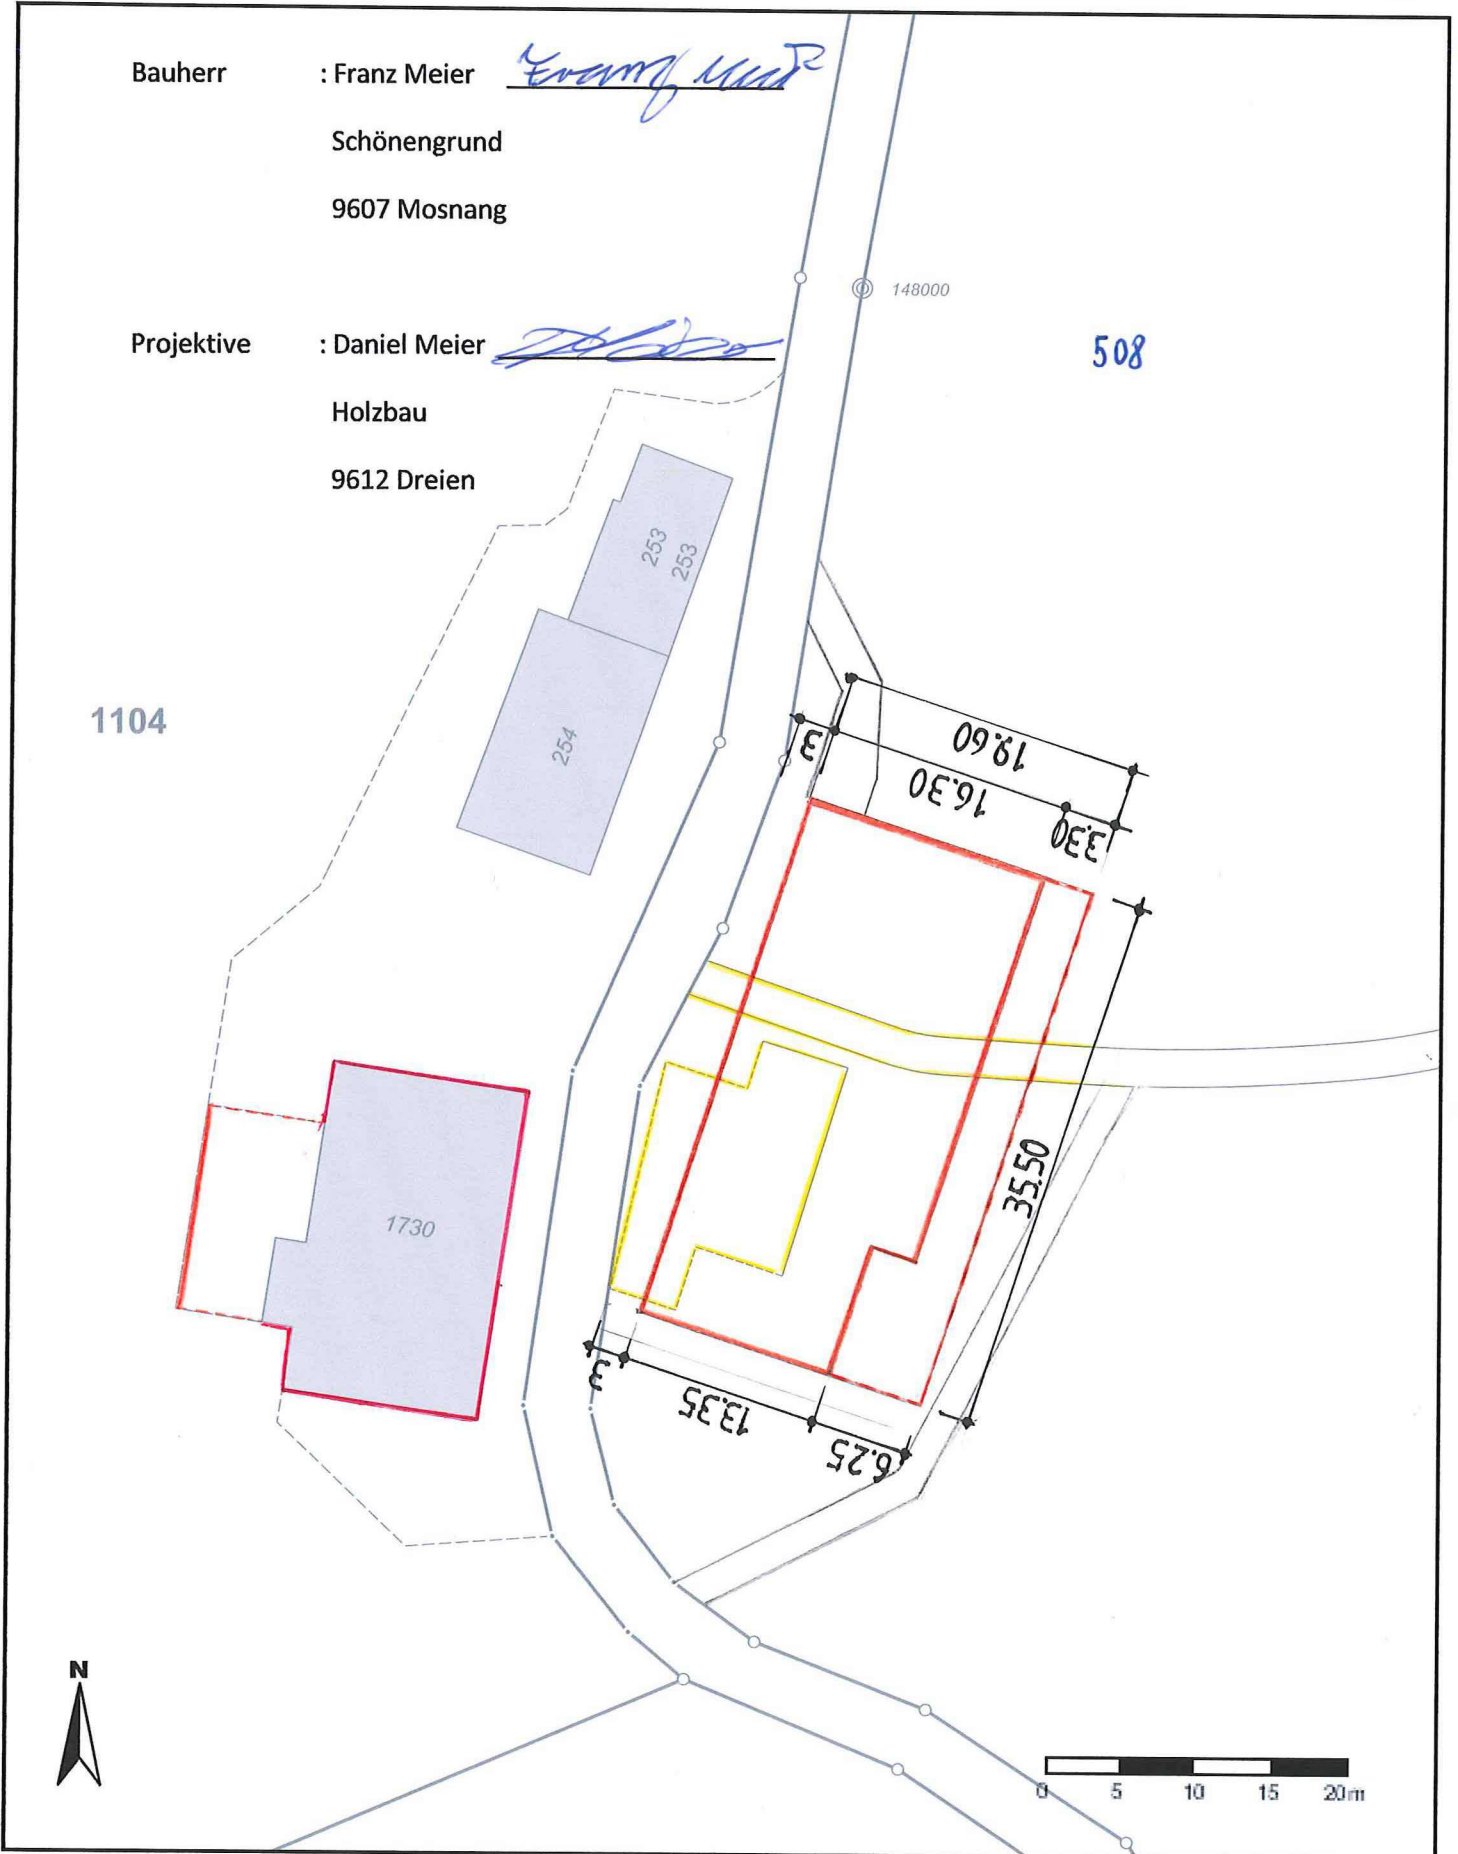 Bauherr : Franz Meier
Schönengrund
9607 Mosnang
148000
Projektive : Daniel Meier
508
Holzbau
9612 Dreien
253
253
1104
254
19.60
3
16.30
3.30
35.50
1730
3
13.35
6.25
N
0 5 10 15 20m